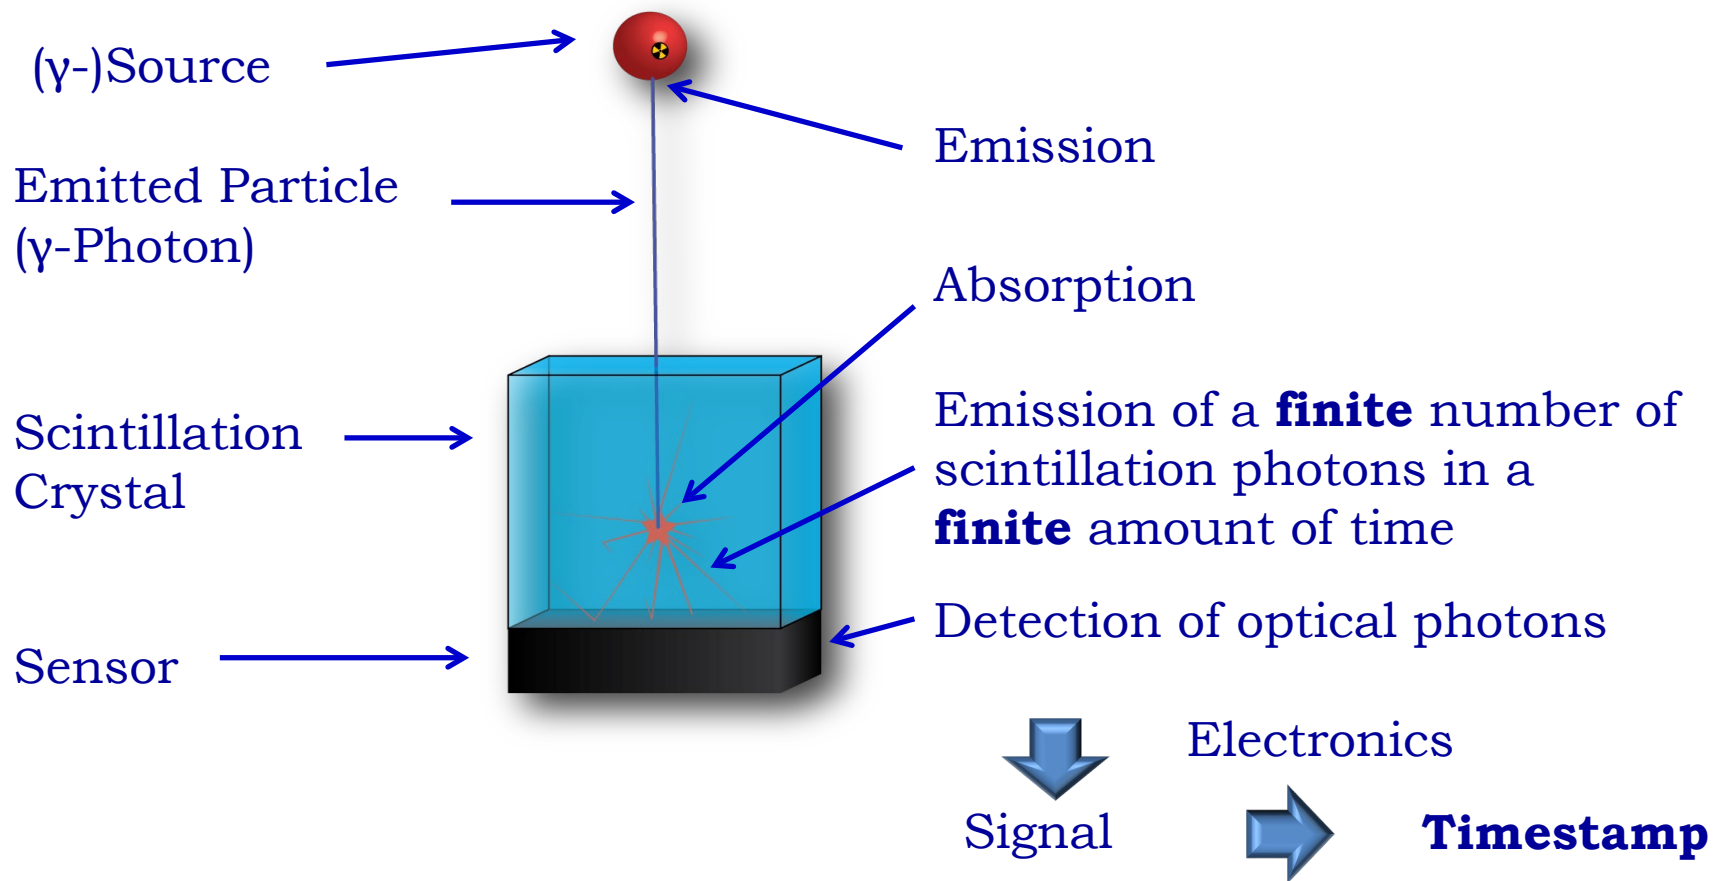 (γ-)Source
Emission
Emitted Particle
(γ-Photon)
Absorption
Scintillation
Crystal
Emission of a finite number of
scintillation photons in a
finite amount of time
Sensor
Detection of optical photons
Electronics
Signal
Timestamp